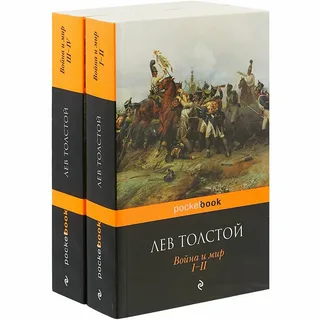 Война и мир
III–IV
ЛЕВ ТОЛСТОЙ
pocketbook
Война и мир
I–II
ЛЕВ ТОЛСТОЙ
pocketbook
pocketbook
ЛЕВ ТОЛСТОЙ
Война и мир
I–II